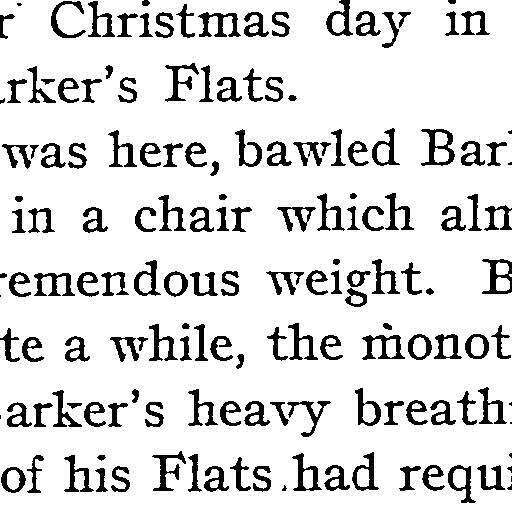 r Christmas day in
arker's Flats.
was here, bawled Bar
in a chair which alm
remendous weight. B
te a while, the monot
arker's heavy breath
of his Flats had requi